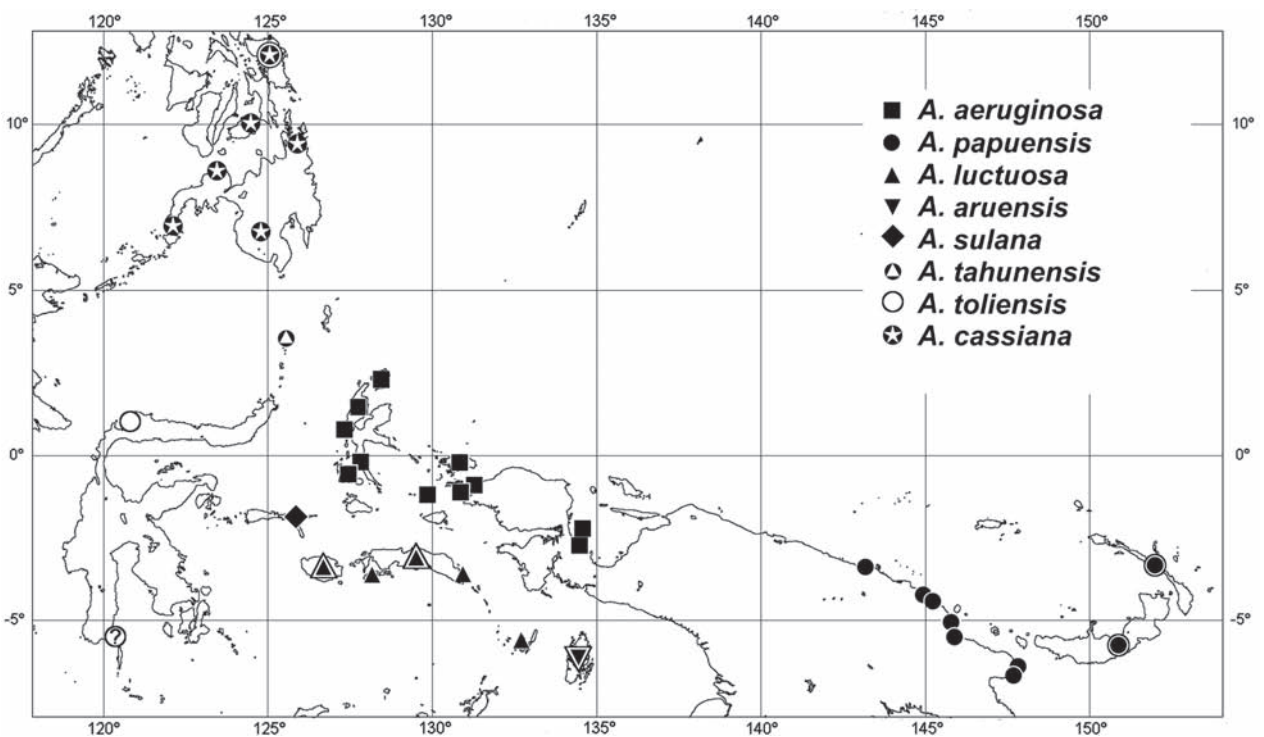 120° 125° 130° 135° 140° 145° 150°
10° 10°
5° 5°
0° 0°
-5° -5°
A. aeruginosa
A. papuensis
A. luctuosa
A. aruensis
A. sulana
A. tahunensis
A. toliensis
A. cassiana
?
120° 125° 130° 135° 140° 145° 150°